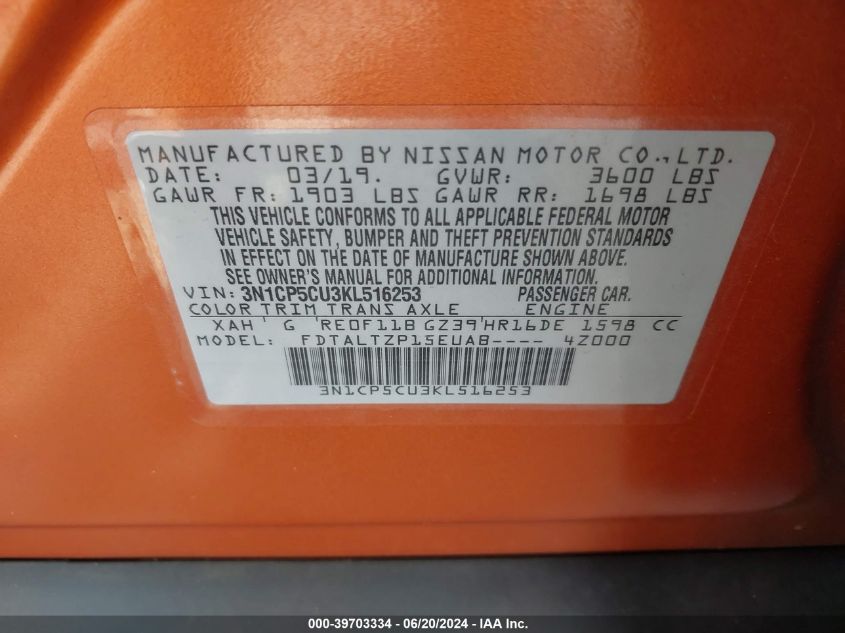 MANUFACTURED BY NISSAN MOTOR CO.,LTD.
DATE: 03/19. GVWR: 3600 LBS
GAWR FR: 1903 LBS GAWR RR: 1698 LBS
THIS VEHICLE CONFORMS TO ALL APPLICABLE FEDERAL MOTOR
VEHICLE SAFETY, BUMPER AND THEFT PREVENTION STANDARDS
IN EFFECT ON THE DATE OF MANUFACTURE SHOWN ABOVE.
SEE OWNER'S MANUAL FOR ADDITIONAL INFORMATION.
VIN: 3N1CP5CU3KL516253 PASSENGER CAR.
COLOR TRIM TRANS AXLE ENGINE
XAH ' G 'RE0F11B GZ39'HR16DE 1598 CC
MODEL: FDTALTZP15EUAB---- 4Z000
3N1CP5CU3KL516253
000-39703334 - 06/20/2024 - IAA Inc.